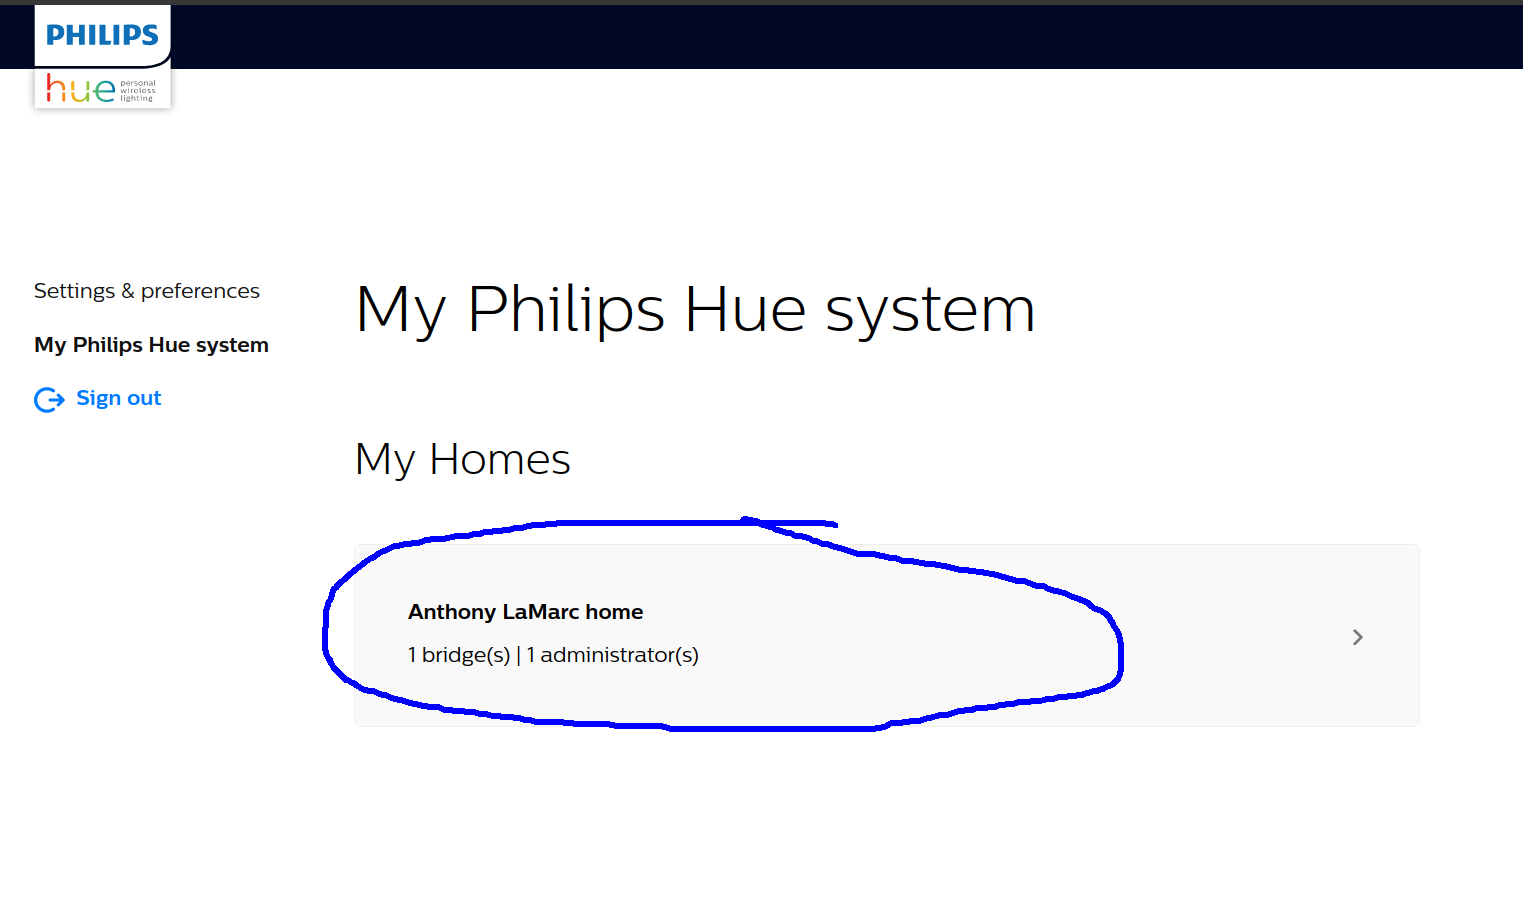 PHILIPS
hue personal wireless lighting
Settings & preferences
My Philips Hue system
Sign out
My Philips Hue system
My Homes
Anthony LaMarc home
1 bridge(s) | 1 administrator(s)